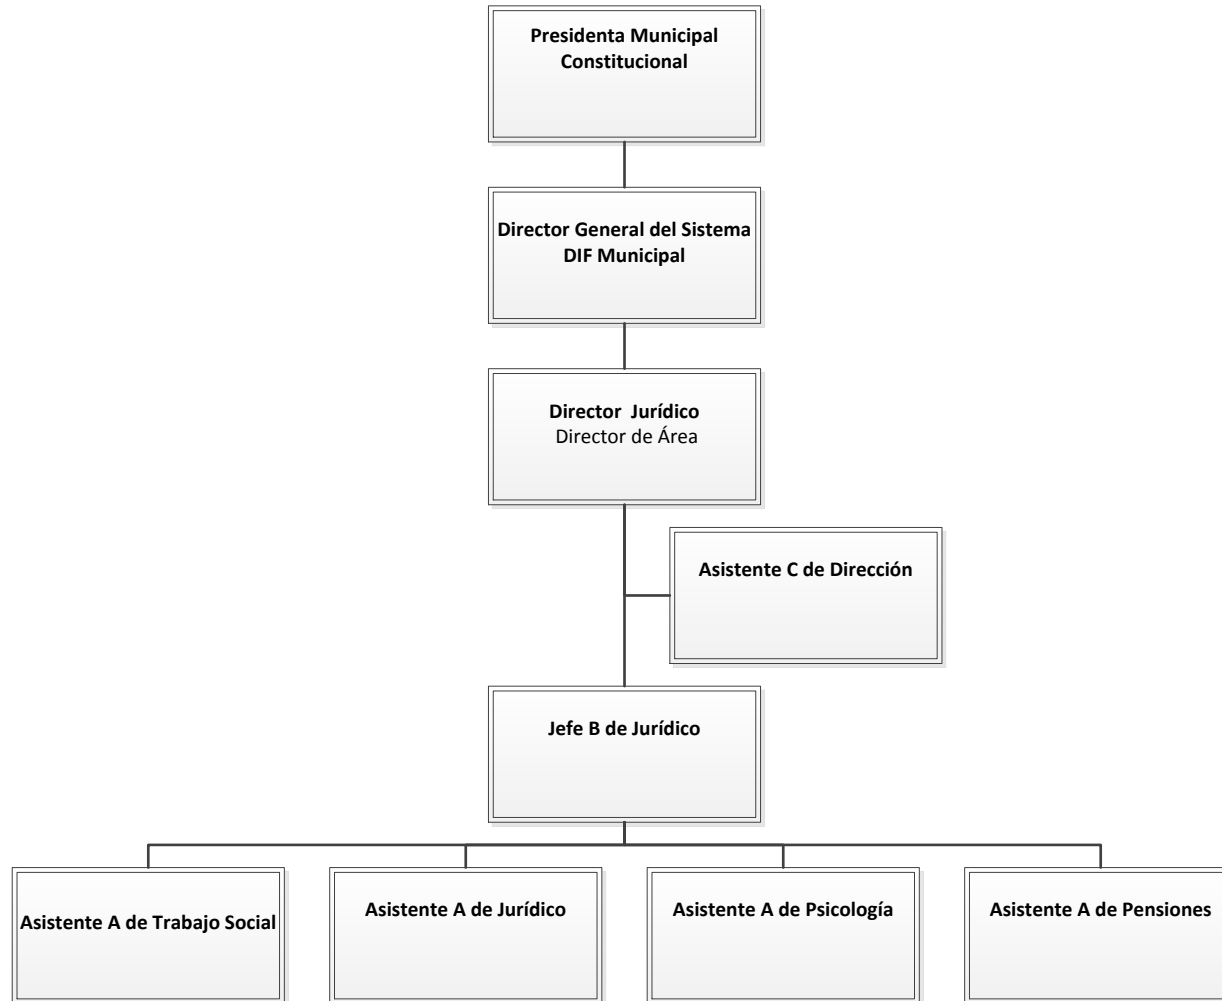 Presidenta Municipal
Constitucional
Director General del Sistema
DIF Municipal
Director  Jurídico
Director de Área
Asistente C de Dirección
Jefe B de Jurídico
Asistente A de Trabajo Social
Asistente A de Jurídico
Asistente A de Psicología
Asistente A de Pensiones